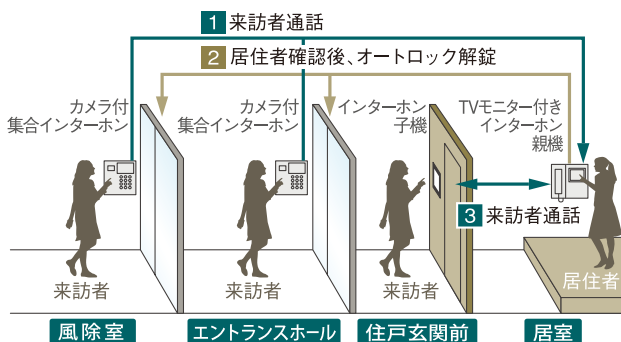 1 来訪者通話
2 居住者確認後、オートロック解錠
カメラ付
集合インターホン
カメラ付
集合インターホン
インターホン
子機
TVモニター付き
インターホン
親機
3 来訪者通話
来訪者
来訪者
来訪者
居住者
風除室
エントランスホール
住戸玄関前
居室